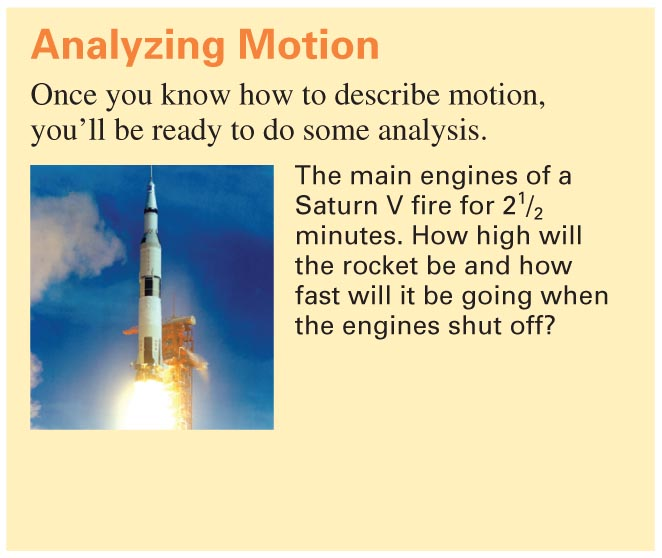 Analyzing Motion
Once you know how to describe motion,
you’ll be ready to do some analysis.
The main engines of a
Saturn V fire for 2 1/2
minutes. How high will
the rocket be and how
fast will it be going when
the engines shut off?